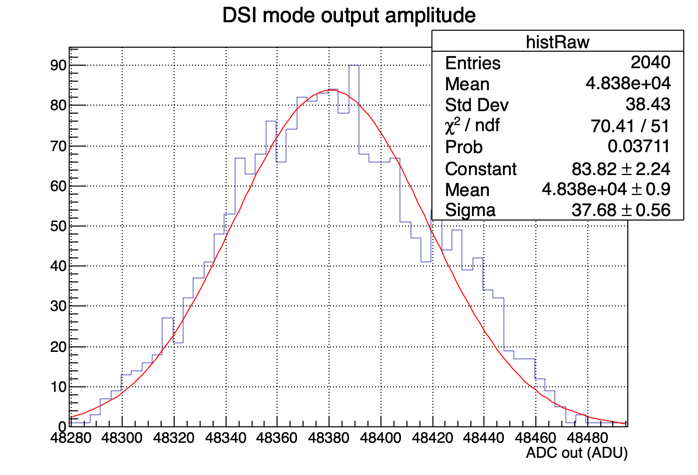 DSI mode output amplitude
histRaw
Entries 2040
Mean 4.838e+04
Std Dev 38.43
χ² / ndf 70.41 / 51
Prob 0.03711
Constant 83.82 ± 2.24
Mean 4.838e+04 ± 0.9
Sigma 37.68 ± 0.56
90
80
70
60
50
40
30
20
10
0
48280 48300 48320 48340 48360 48380 48400 48420 48440 48460 48480
ADC out (ADU)